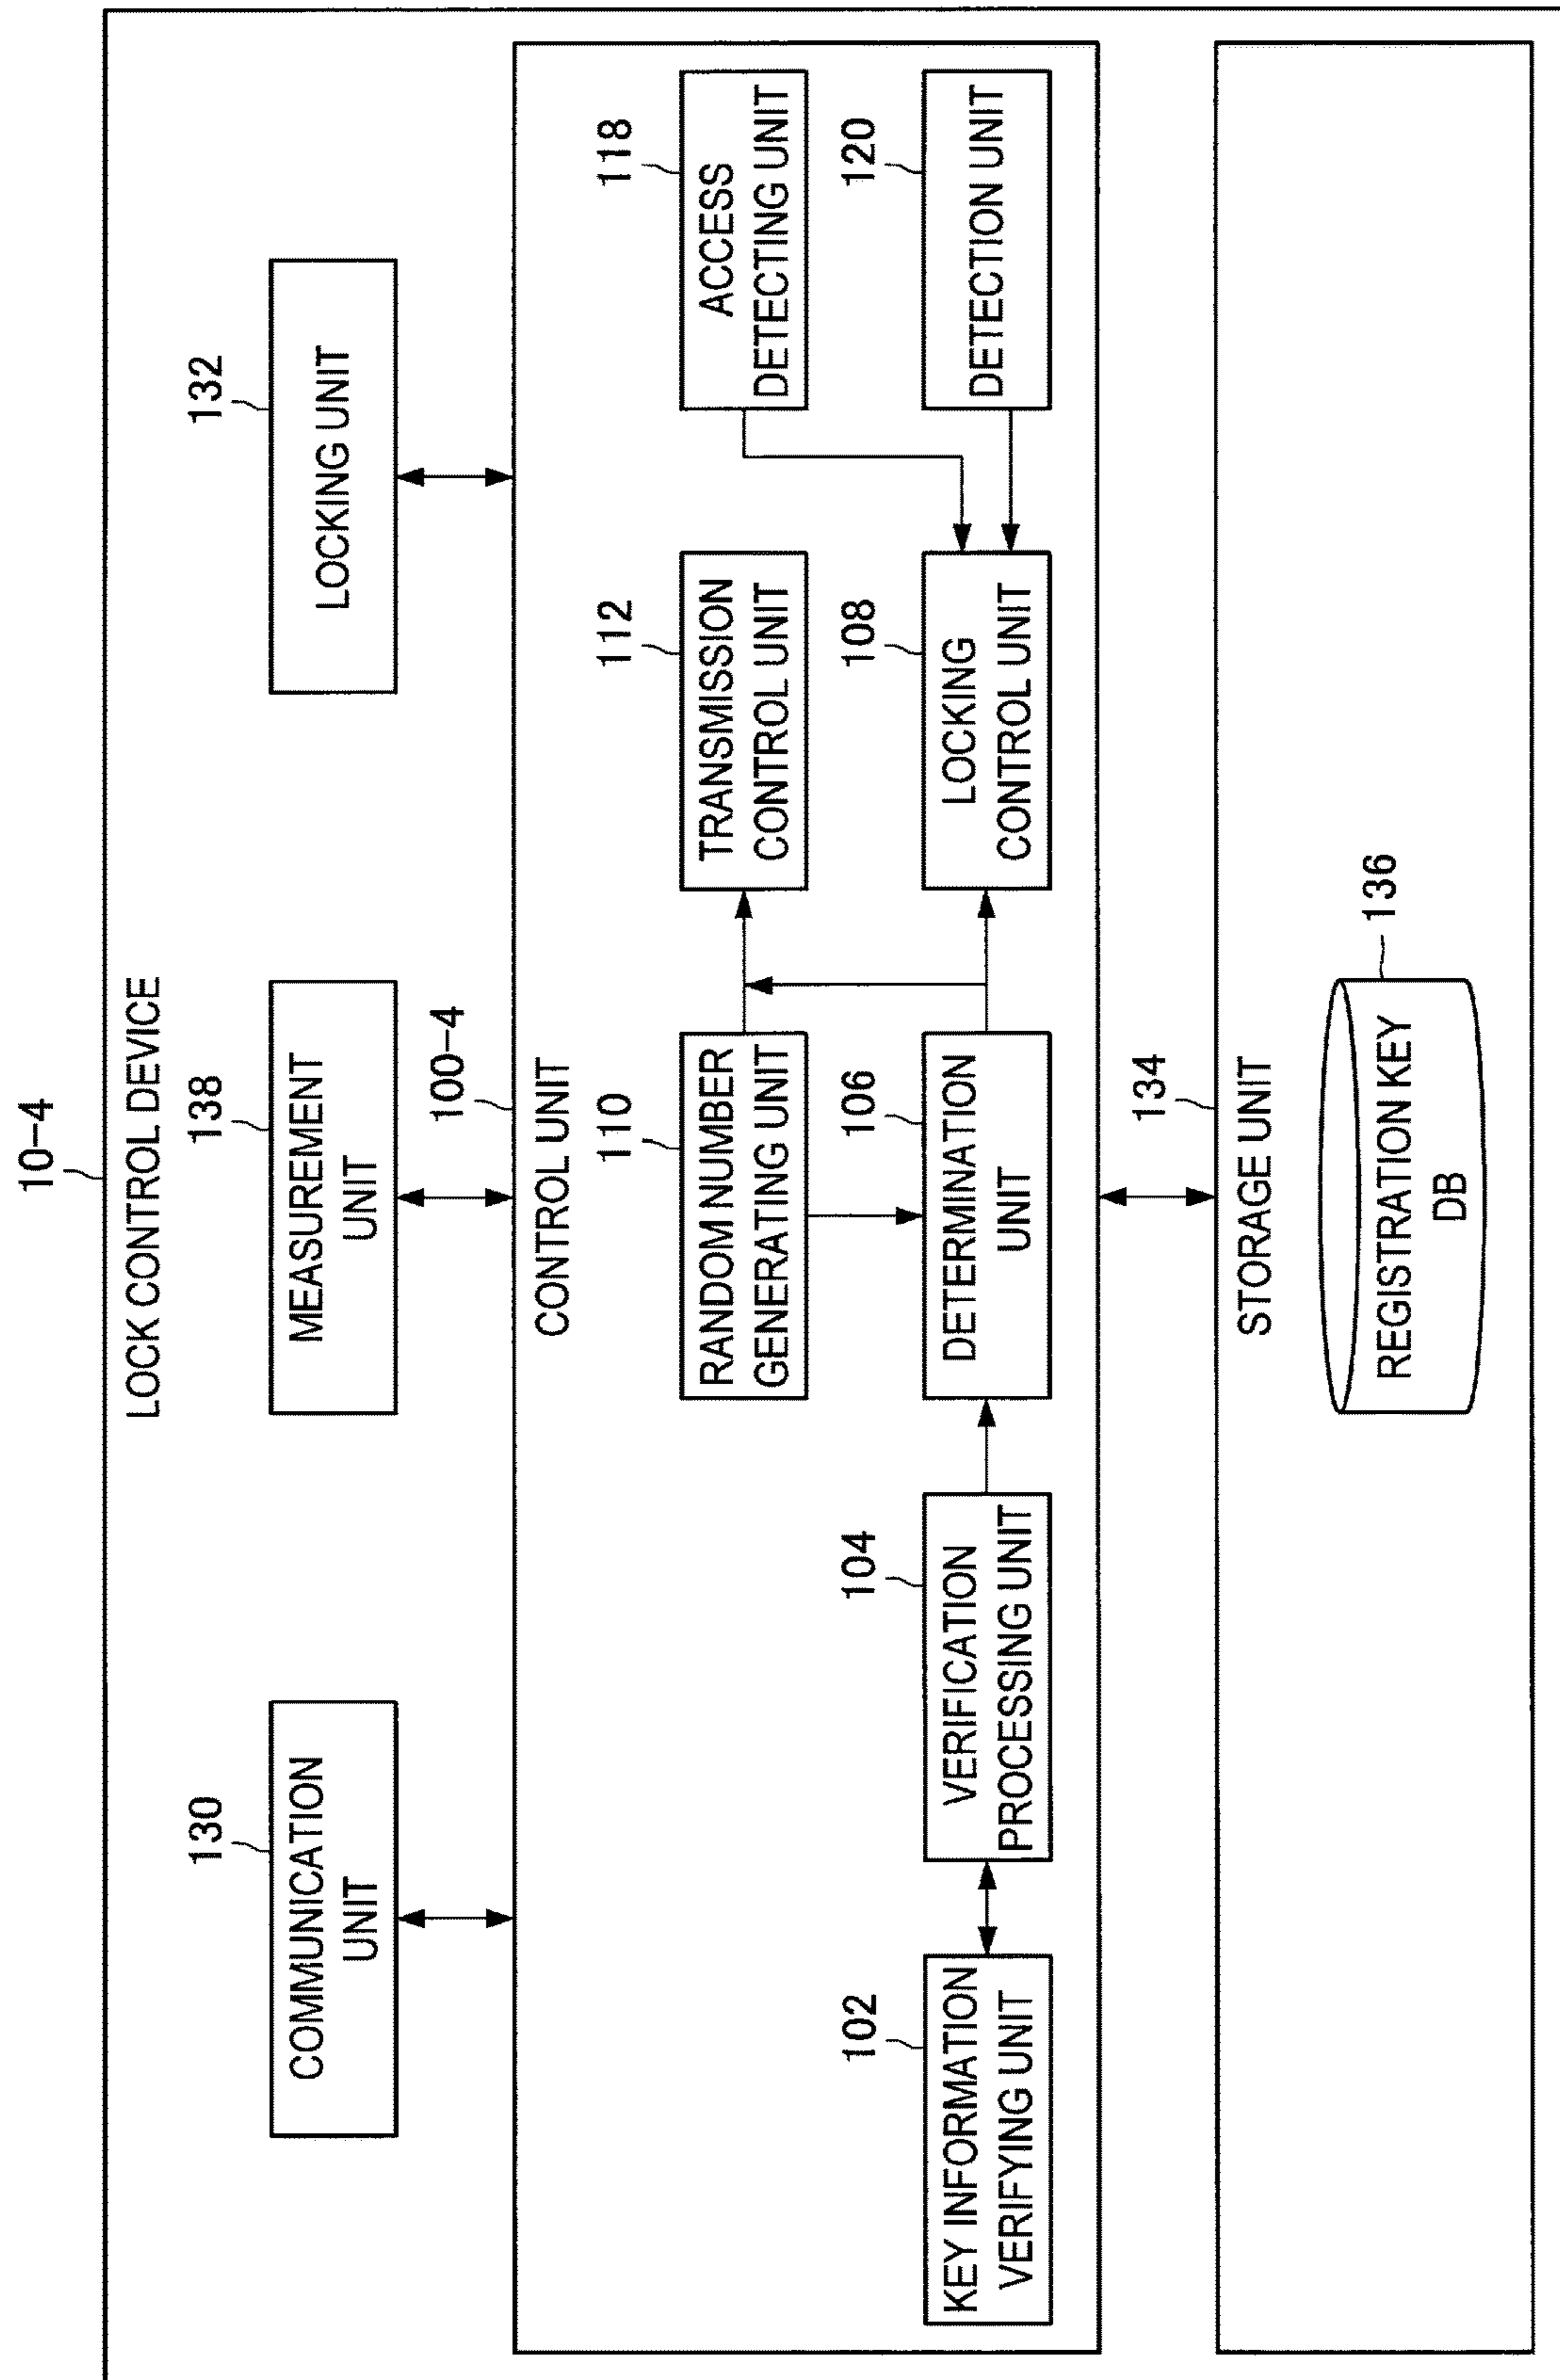 10-4
LOCK CONTROL DEVICE
130
COMMUNICATION
UNIT
138
MEASUREMENT
UNIT
132
LOCKING UNIT
100-4
CONTROL UNIT
110
RANDOM NUMBER
GENERATING UNIT
112
TRANSMISSION
CONTROL UNIT
118
ACCESS
DETECTING UNIT
102
KEY INFORMATION
VERIFYING UNIT
104
VERIFICATION
PROCESSING UNIT
106
DETERMINATION
UNIT
108
LOCKING
CONTROL UNIT
120
DETECTION UNIT
134
STORAGE UNIT
136
REGISTRATION KEY
DB